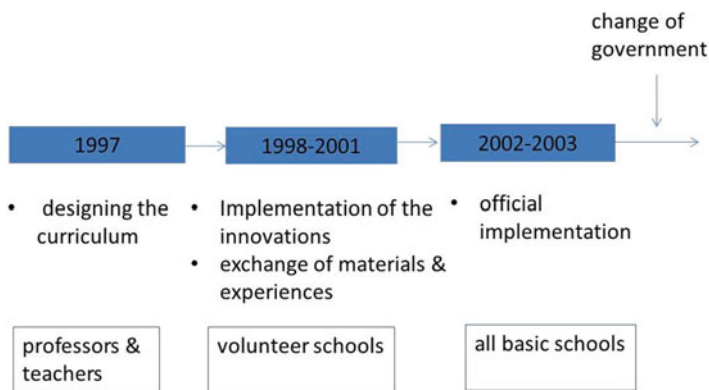 change of
government
1997
1998-2001
2002-2003
• designing the
curriculum
• Implementation of the
innovations
• exchange of materials &
experiences
• official
implementation
professors &
teachers
volunteer schools
all basic schools